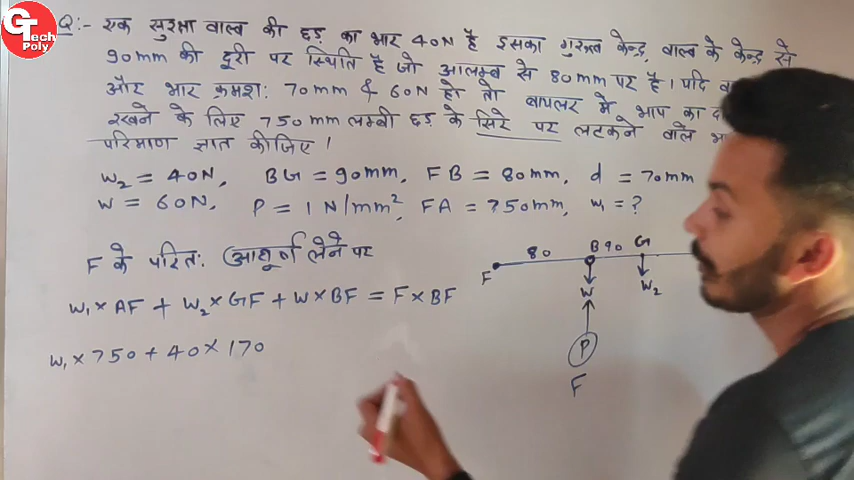 G Tech Poly
Q:- एक सुरक्षा वाल्व की छड़ का भार 40N है इसका गुरुत्व केन्द्र, वाल्व के केन्द्र से
90mm की दूरी पर स्थिति है जो आलम्ब से 80mm पर है। यदि
और भार क्रमश: 70mm & 60N हो तो बायलर में भाप का
रखने के लिए 750mm लम्बी छड़ के सिरे पर लटकने वाले
परिमाण ज्ञात कीजिए।
W₂ = 40N, BG = 90mm, FB = 80mm, d = 70mm
W = 60N, P = 1 N/mm², FA = 750mm, W₁ = ?
F के परित: आघूर्ण लेने पर
F 80 B 90 G
W W₂
P
F
W₁ × AF + W₂ × GF + W × BF = F × BF
W₁ × 750 + 40 × 170